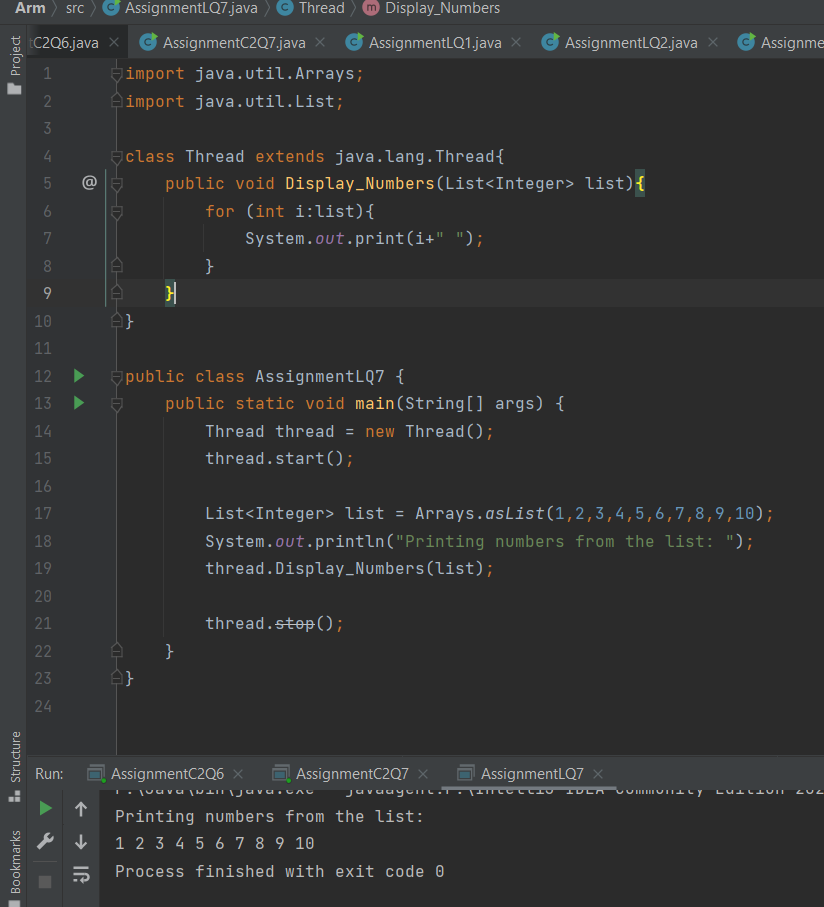 Arm src AssignmentLQ7.java Thread Display_Numbers
tC2Q6.java AssignmentC2Q7.java AssignmentLQ1.java AssignmentLQ2.java Assignme
Project
1 import java.util.Arrays;
2 import java.util.List;
3
4 class Thread extends java.lang.Thread{
5 @ public void Display_Numbers(List<Integer> list){
6 for (int i:list){
7 System.out.print(i+" ");
8 }
9 }
10 }
11
12 public class AssignmentLQ7 {
13 public static void main(String[] args) {
14 Thread thread = new Thread();
15 thread.start();
16
17 List<Integer> list = Arrays.asList(1,2,3,4,5,6,7,8,9,10);
18 System.out.println("Printing numbers from the list: ");
19 thread.Display_Numbers(list);
20
21 thread.stop();
22 }
23 }
24
Structure
Bookmarks
Run: AssignmentC2Q6 AssignmentC2Q7 AssignmentLQ7
Printing numbers from the list:
1 2 3 4 5 6 7 8 9 10
Process finished with exit code 0